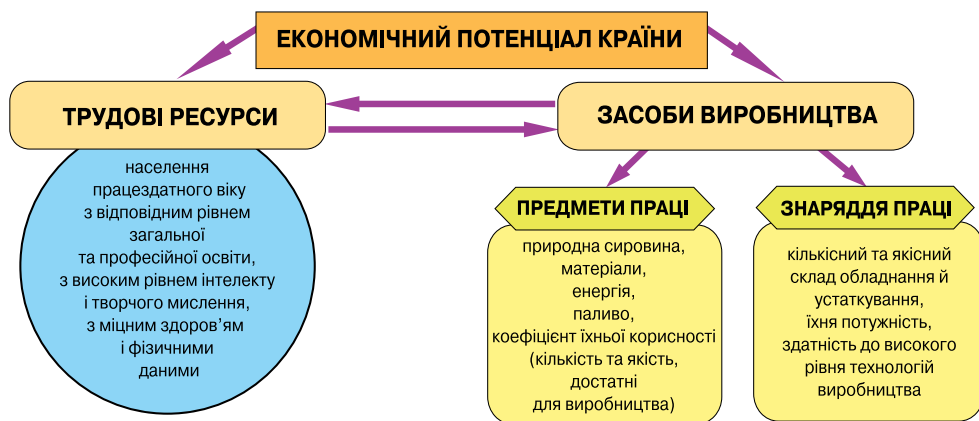 ЕКОНОМІЧНИЙ ПОТЕНЦІАЛ КРАЇНИ
ТРУДОВІ РЕСУРСИ
ЗАСОБИ ВИРОБНИЦТВА
населення
працездатного віку
з відповідним рівнем
загальної
та професійної освіти,
з високим рівнем інтелекту
і творчого мислення,
з міцним здоров’ям
і фізичними
даними
ПРЕДМЕТИ ПРАЦІ
природна сировина,
матеріали,
енергія,
паливо,
коефіцієнт їхньої корисності
(кількість та якість,
достатні
для виробництва)
ЗНАРЯДДЯ ПРАЦІ
кількісний та якісний
склад обладнання й
устаткування,
їхня потужність,
здатність до високого
рівня технологій
виробництва